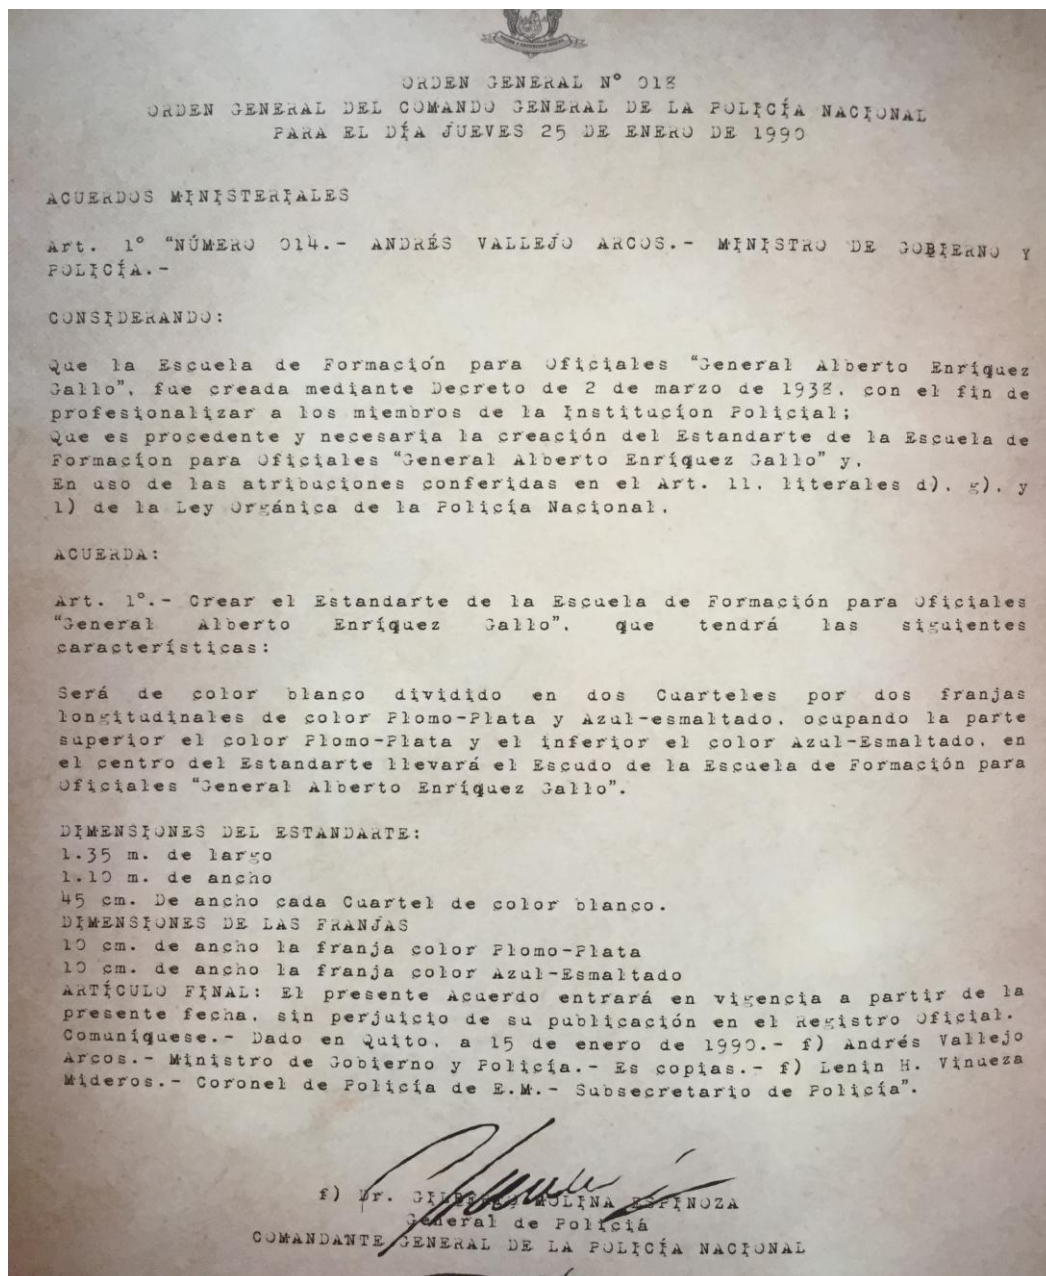 ORDEN GENERAL N° 018
ORDEN GENERAL DEL COMANDO GENERAL DE LA POLICÍA NACIONAL
PARA EL DÍA JUEVES 25 DE ENERO DE 1990
ACUERDOS MINISTERIALES
Art. 1° "NÚMERO 014.- ANDRÉS VALLEJO ARCOS.- MINISTRO DE GOBIERNO Y
POLICÍA.-
CONSIDERANDO:
Que la Escuela de Formación para Oficiales "General Alberto Enríquez
Gallo", fue creada mediante Decreto de 2 de marzo de 1938, con el fin de
profesionalizar a los miembros de la Institucíon Policial;
Que es procedente y necesaria la creación del Estandarte de la Escuela de
Formacíon para Oficiales "General Alberto Enríquez Gallo" y,
En uso de las atribuciones conferidas en el Art. 11, literales d), g), y
l) de la Ley Orgánica de la Policía Nacional,
ACUERDA:
Art. 1°.- Crear el Estandarte de la Escuela de Formación para Oficiales
"General Alberto Enríquez Gallo", que tendrá las siguientes
características:
Será de color blanco dividido en dos Cuarteles por dos franjas
longitudinales de color Plomo-Plata y Azul-esmaltado, ocupando la parte
superior el color Plomo-Plata y el inferior el color Azul-Esmaltado, en
el centro del Estandarte llevará el Escudo de la Escuela de Formación para
Oficiales "General Alberto Enríquez Gallo".
DIMENSIONES DEL ESTANDARTE:
1.35 m. de largo
1.10 m. de ancho
45 cm. De ancho cada Cuartel de color blanco.
DIMENSIONES DE LAS FRANJAS
10 cm. de ancho la franja color Plomo-Plata
10 cm. de ancho la franja color Azul-Esmaltado
ARTÍCULO FINAL: El presente Acuerdo entrará en vigencia a partir de la
presente fecha, sin perjuicio de su publicación en el Registro Oficial.
Comuníquese.- Dado en Quito, a 15 de enero de 1990.- f) Andrés Vallejo
Arcos.- Ministro de Gobierno y Policía.- Es copias.- f) Lenin H. Vinueza
Mideros.- Coronel de Policía de E.M.- Subsecretario de Policía".
f) Dr. GILBERTO MOLINA ESPINOZA
General de Policiá
COMANDANTE GENERAL DE LA POLICÍA NACIONAL